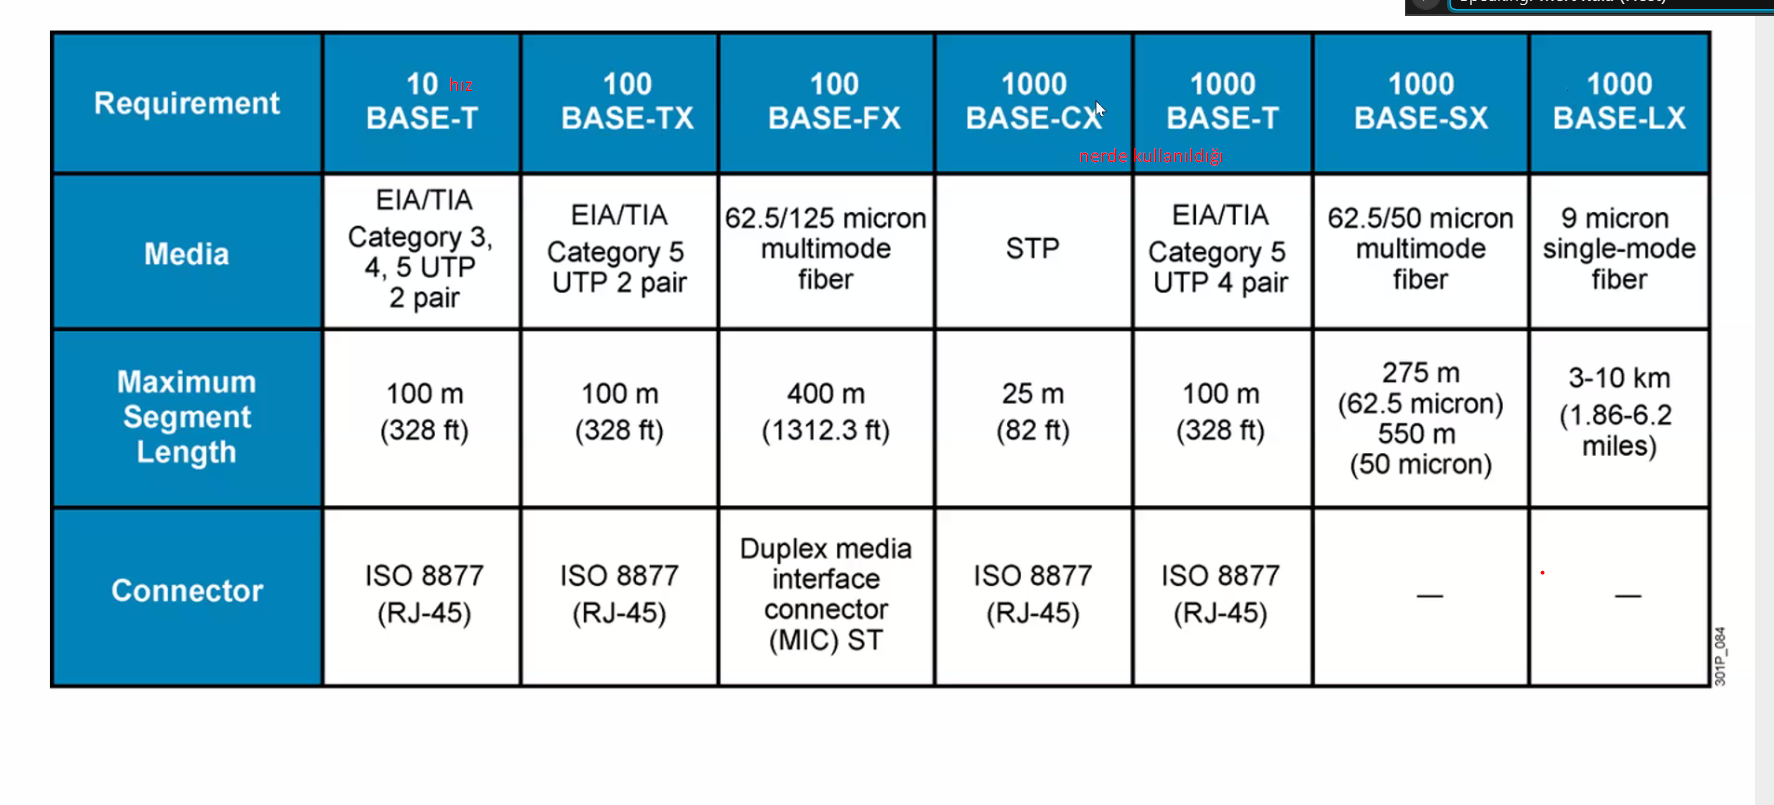 Requirement
10 hız
BASE-T
100
BASE-TX
100
BASE-FX
1000
BASE-CX
1000
BASE-T
nerde kullanıldığı
1000
BASE-SX
1000
BASE-LX
Media
EIA/TIA
Category 3,
4, 5 UTP
2 pair
EIA/TIA
Category 5
UTP 2 pair
62.5/125 micron
multimode
fiber
STP
EIA/TIA
Category 5
UTP 4 pair
62.5/50 micron
multimode
fiber
9 micron
single-mode
fiber
Maximum
Segment
Length
100 m
(328 ft)
100 m
(328 ft)
400 m
(1312.3 ft)
25 m
(82 ft)
100 m
(328 ft)
275 m
(62.5 micron)
550 m
(50 micron)
3-10 km
(1.86-6.2
miles)
Connector
ISO 8877
(RJ-45)
ISO 8877
(RJ-45)
Duplex media
interface
connector
(MIC) ST
ISO 8877
(RJ-45)
ISO 8877
(RJ-45)
—
—
301P_084